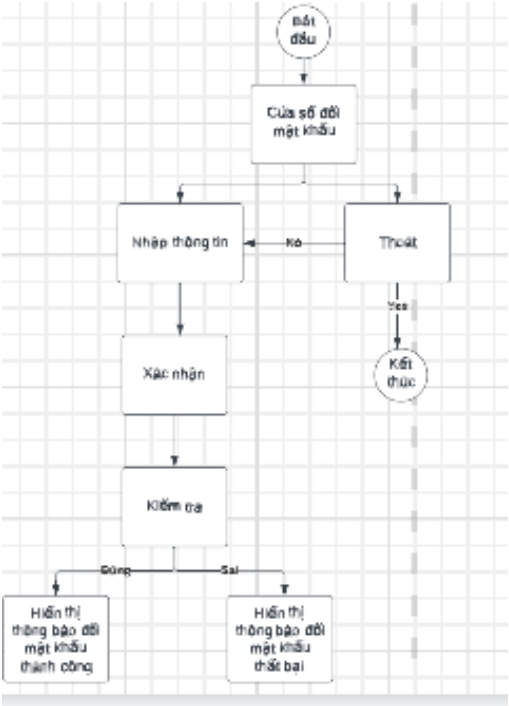 Bắt
đầu
Cửa sổ đổi
mật khẩu
Nhập thông tin
No
Thoát
Yes
Kết
thúc
Xác nhận
Kiểm tra
Đúng
Sai
Hiển thị
thông báo đổi
mật khẩu
thành công
Hiển thị
thông báo đổi
mật khẩu
thất bại